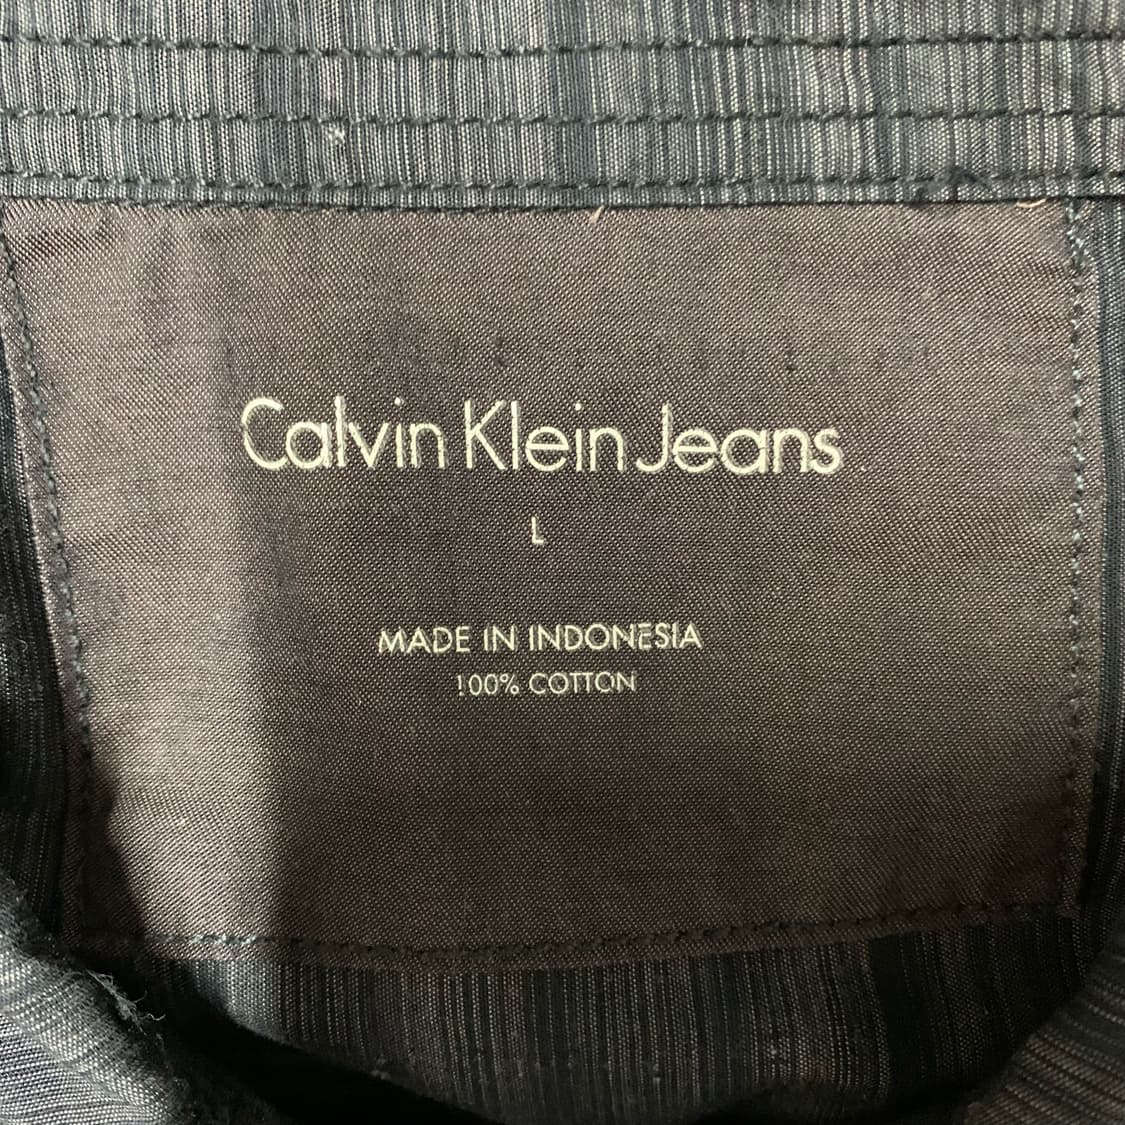 Calvin Klein Jeans
L
MADE IN INDONESIA
100% COTTON